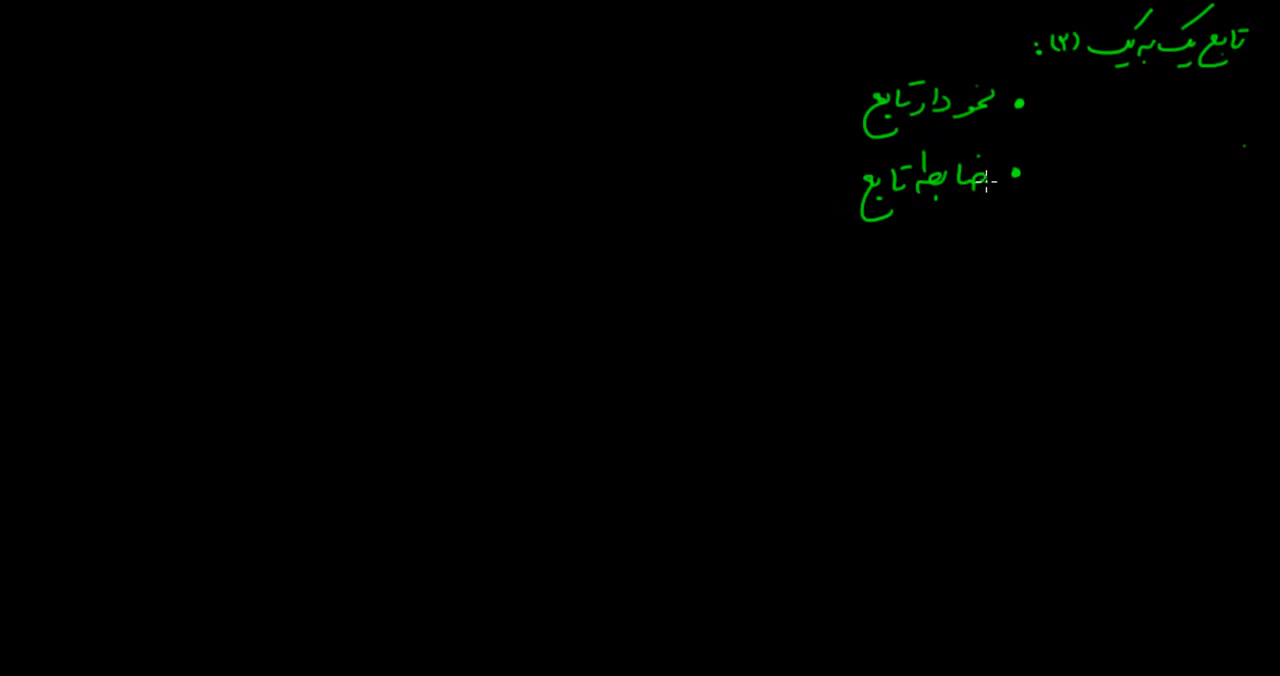 تابع یک به یک (۲) :
• نمودار تابع
• ضابطه تابع